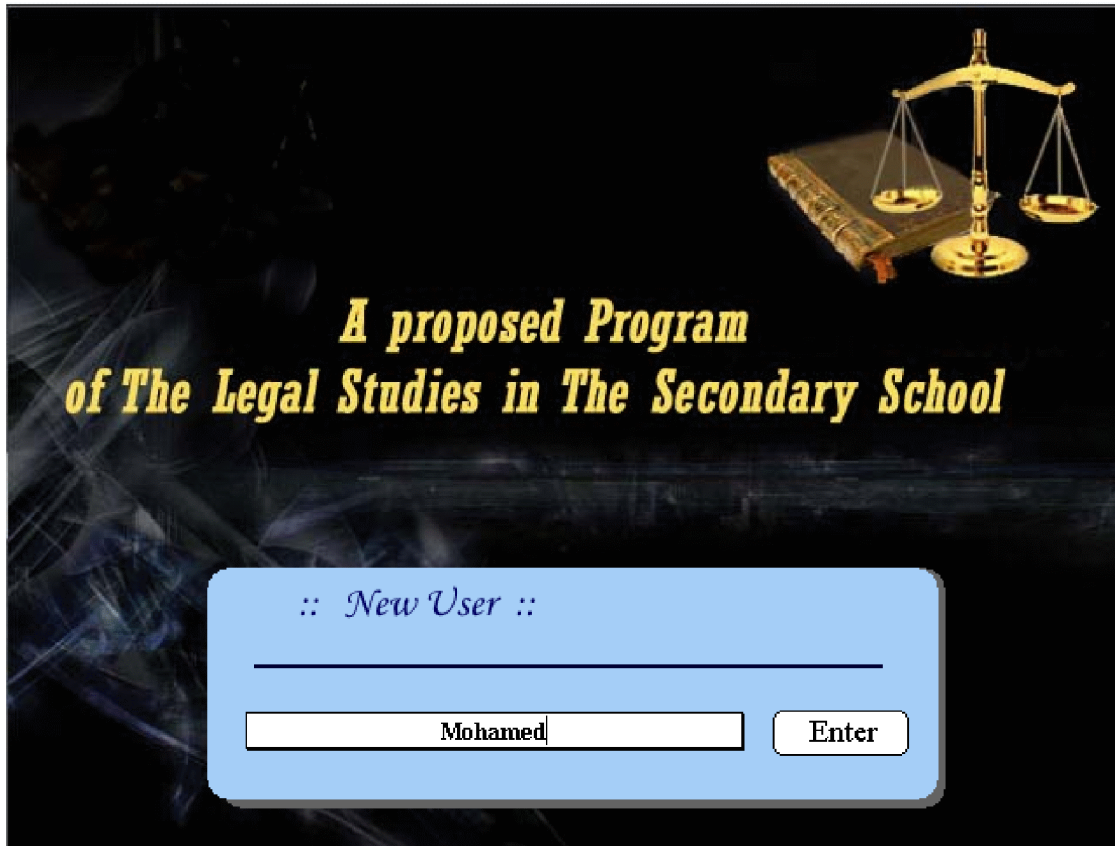 A proposed Program
of The Legal Studies in The Secondary School
:: New User ::
Mohamed
Enter